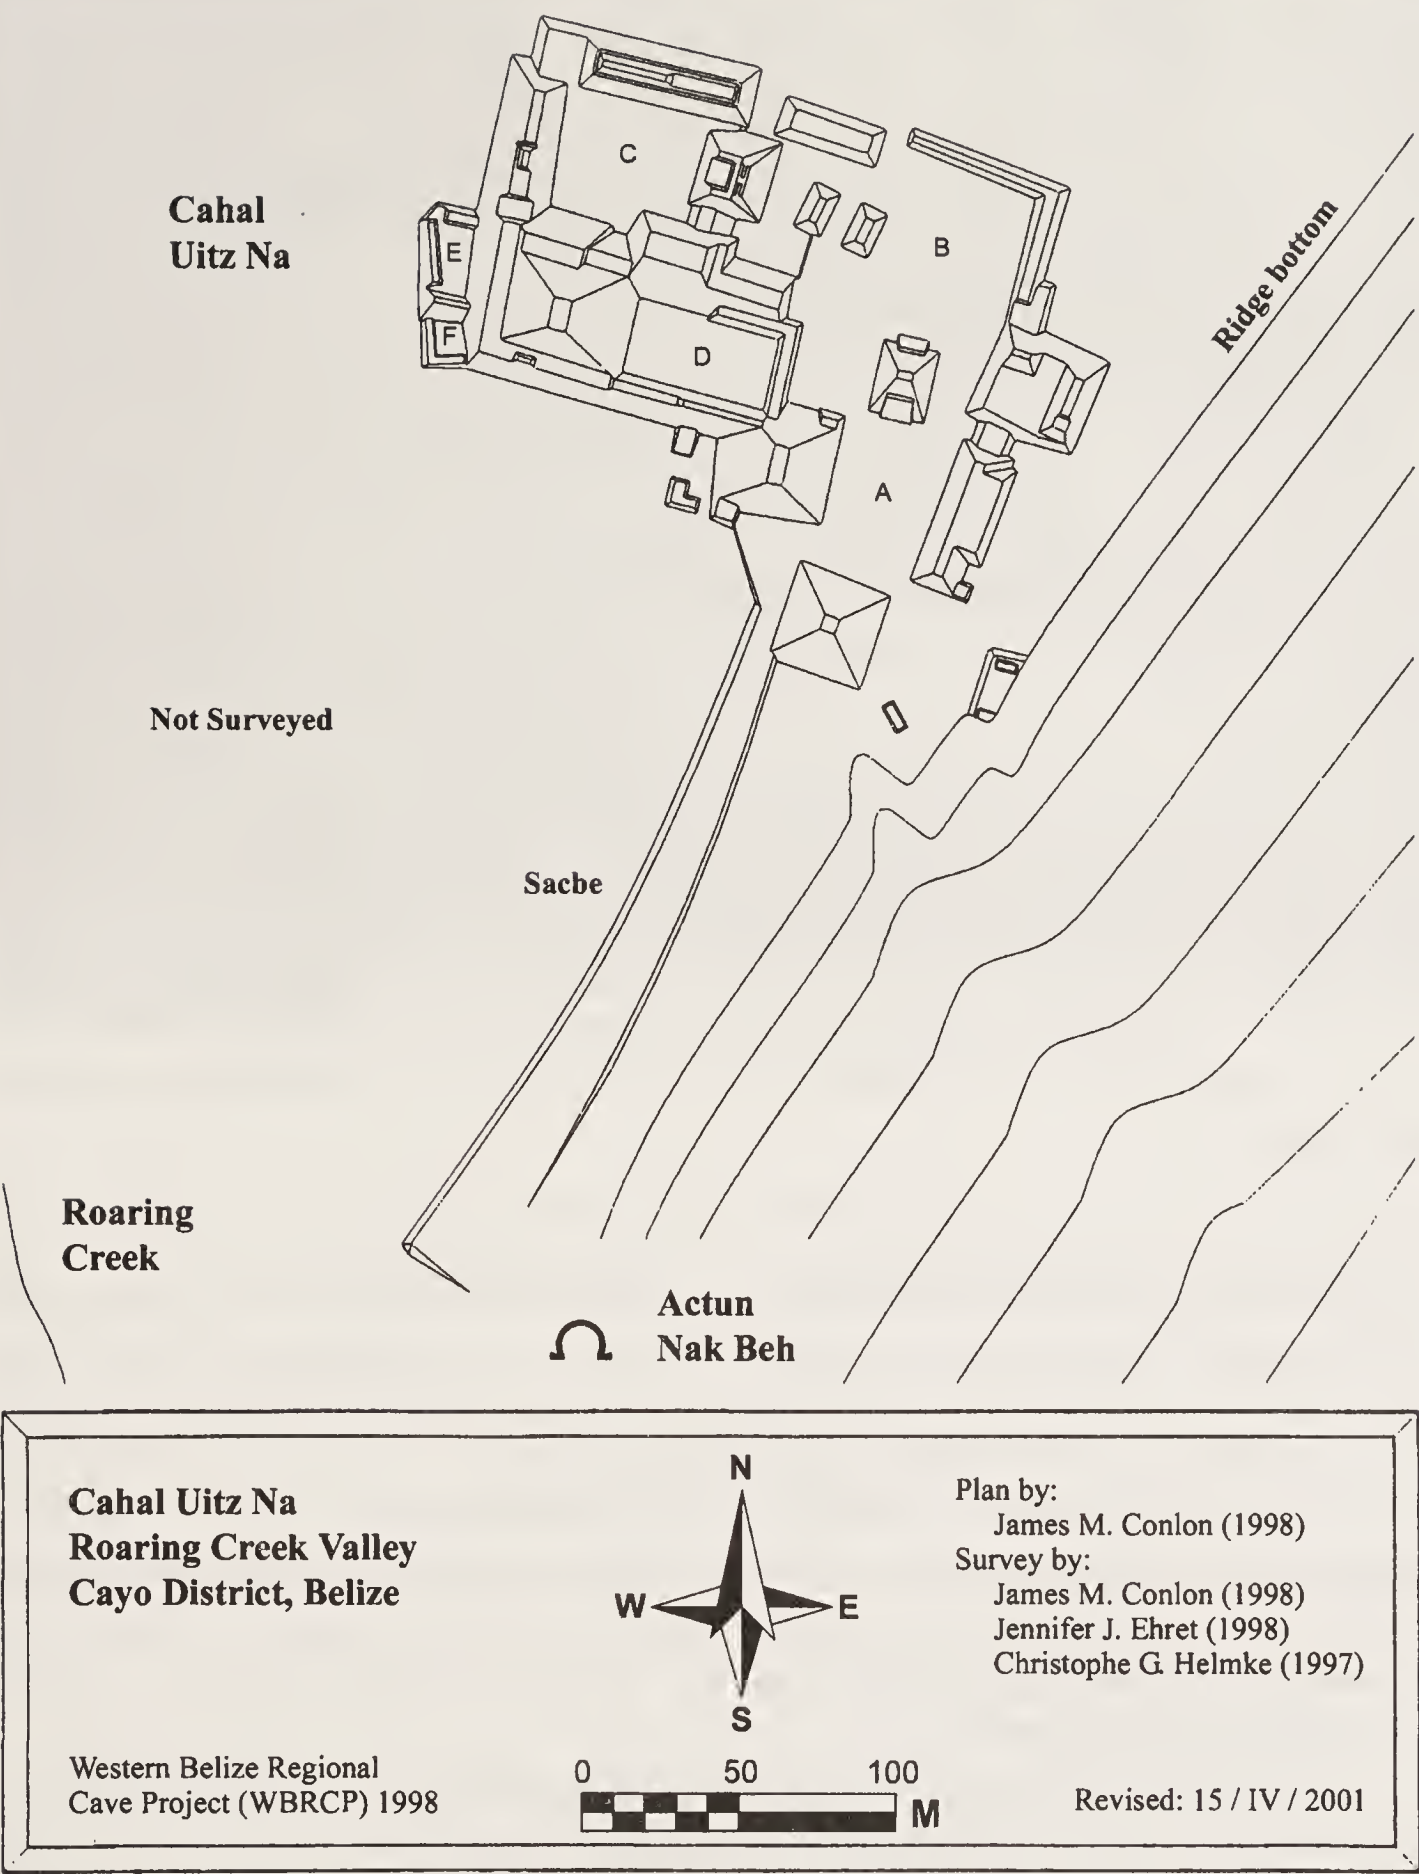 C
Cahal
Uitz Na
B
E
Ridge bottom
F
D
A
Not Surveyed
Sacbe
Roaring
Creek
Actun
Nak Beh
Cahal Uitz Na
Roaring Creek Valley
Cayo District, Belize
Western Belize Regional
Cave Project (WBRCP) 1998
N
W
E
S
0 50 100
M
Plan by:
James M. Conlon (1998)
Survey by:
James M. Conlon (1998)
Jennifer J. Ehret (1998)
Christophe G. Helmke (1997)
Revised: 15 / IV / 2001